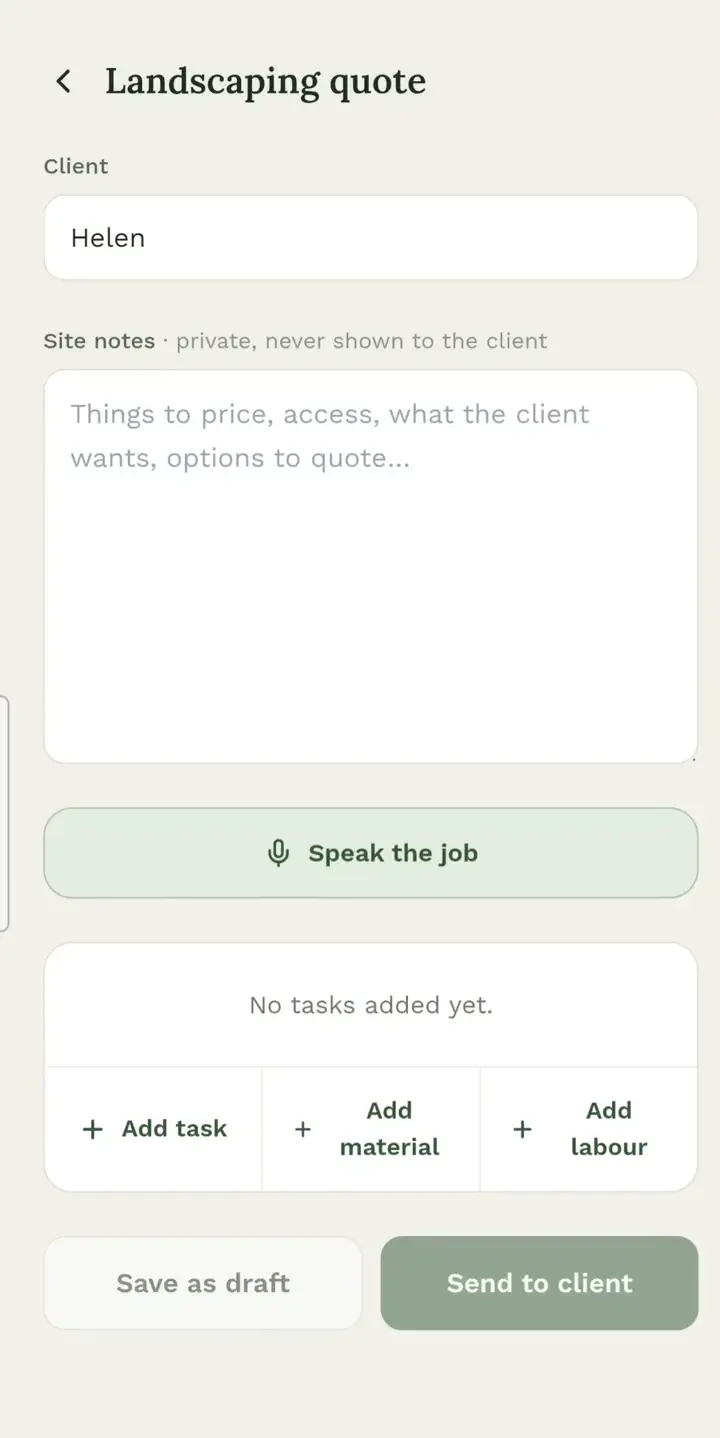 Landscaping quote
Client
Helen
Site notes · private, never shown to the client
Things to price, access, what the client
wants, options to quote...
Speak the job
No tasks added yet.
+ Add task
+ Add
material
+ Add
labour
Save as draft
Send to client